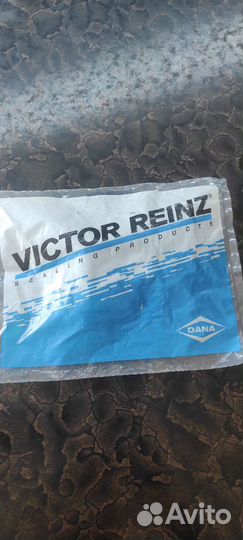 VICTOR REINZ
SEALING PRODUCTS
DANA
Avito